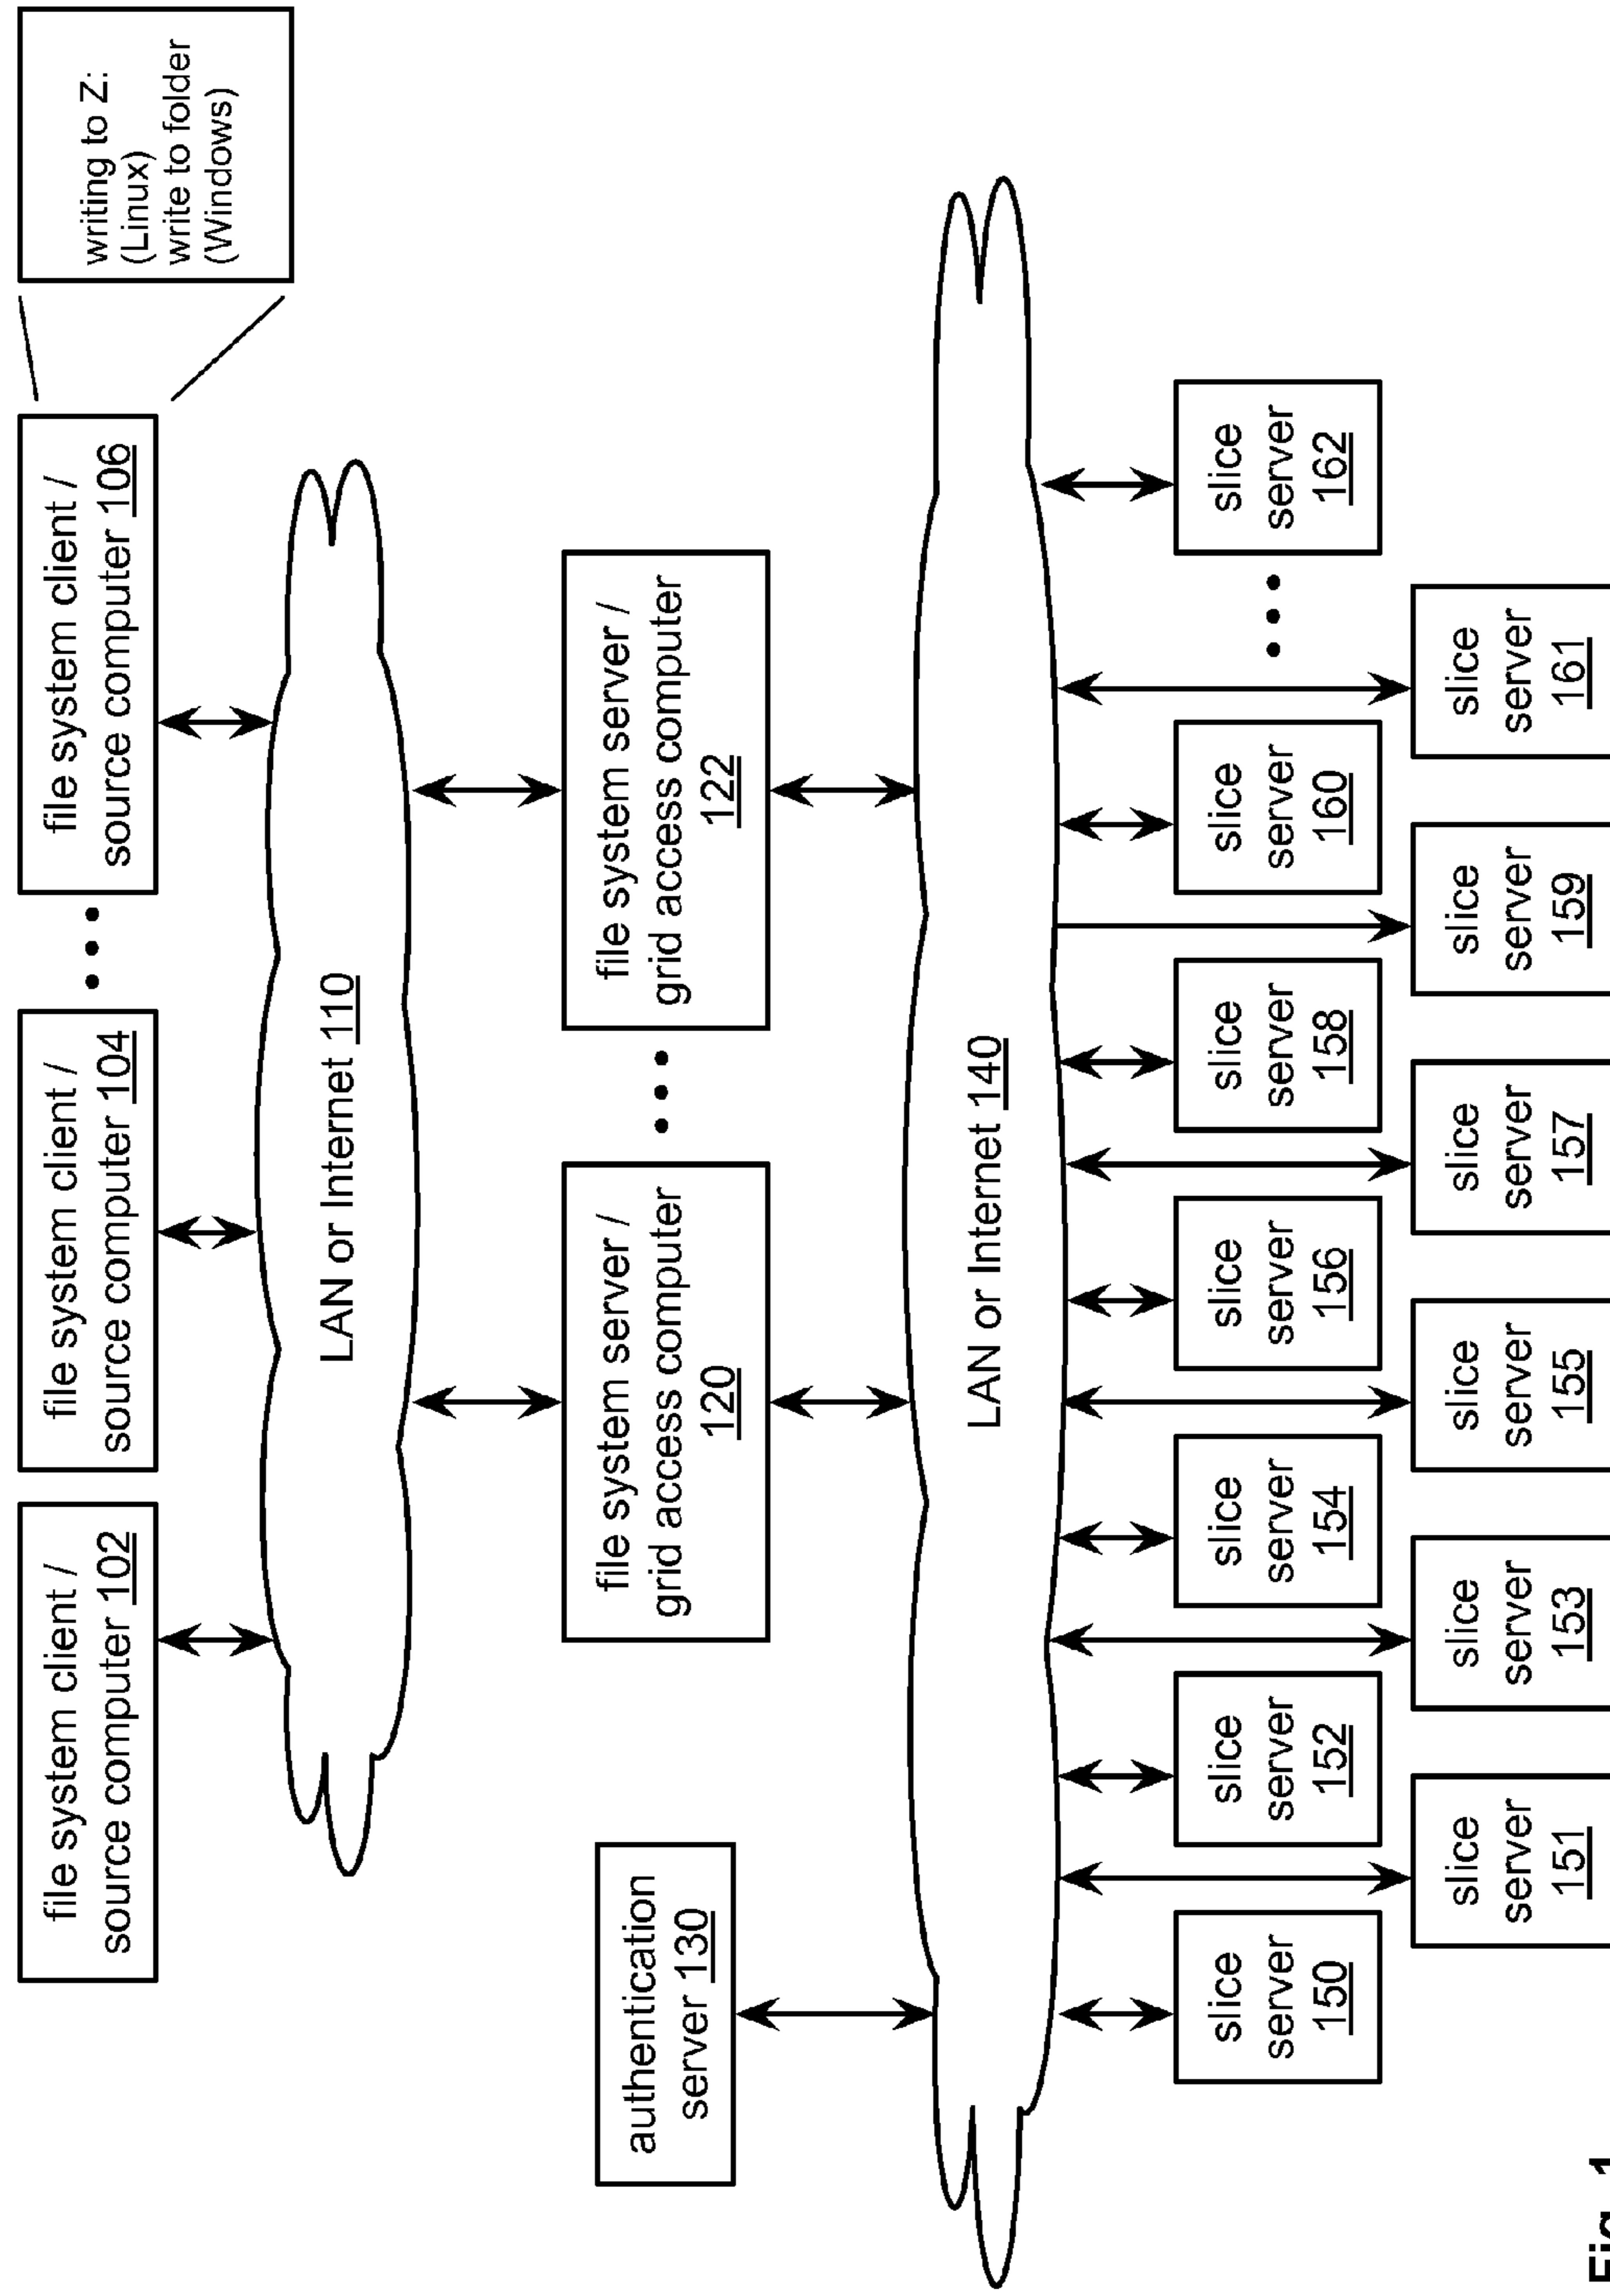 file system client /
source computer 102
file system client /
source computer 104
file system client /
source computer 106
writing to Z:
(Linux)
write to folder
(Windows)
LAN or Internet 110
authentication
server 130
file system server /
grid access computer
120
file system server /
grid access computer
122
LAN or Internet 140
slice
server
150
slice
server
152
slice
server
154
slice
server
156
slice
server
158
slice
server
160
slice
server
162
slice
server
151
slice
server
153
slice
server
155
slice
server
157
slice
server
159
slice
server
161
Fig. 1